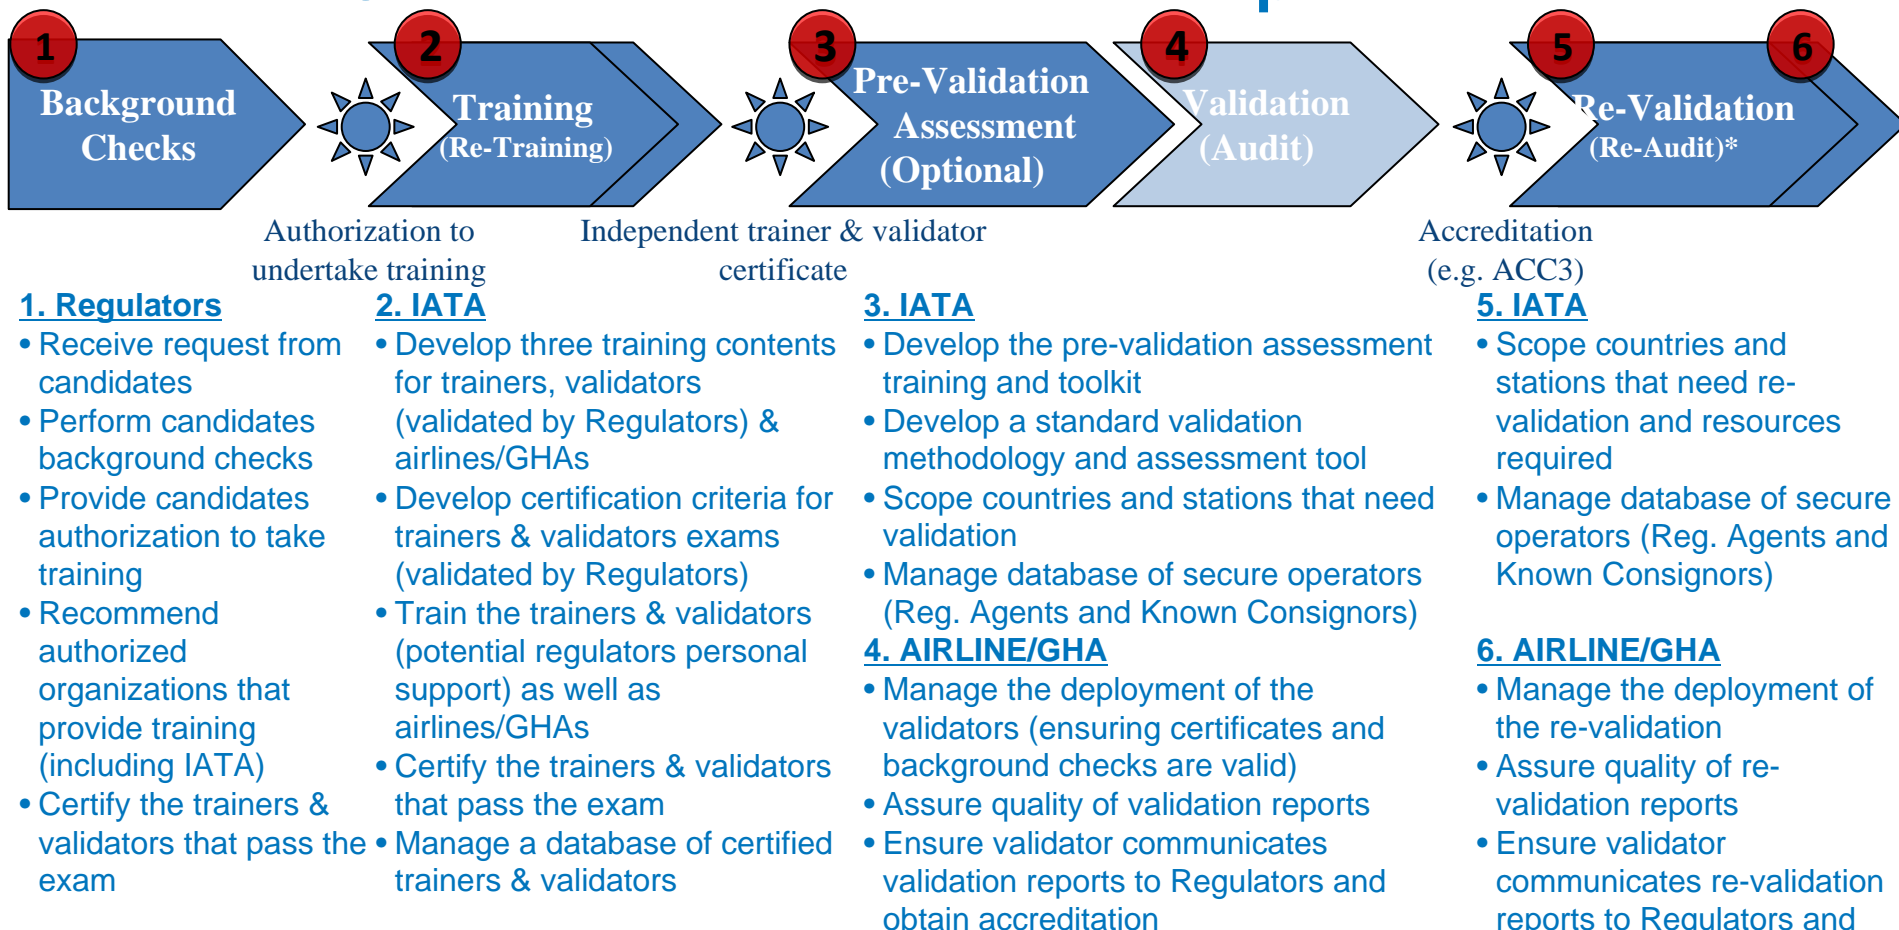 1
2
3
4
5
6
Background
Checks
Training
(Re-Training)
Pre-Validation
Assessment
(Optional)
Validation
(Audit)
Re-Validation
(Re-Audit)*
Authorization to
undertake training
Independent trainer & validator
certificate
Accreditation
(e.g. ACC3)
1. Regulators
• Receive request from
candidates
• Perform candidates
background checks
• Provide candidates
authorization to take
training
• Recommend
authorized
organizations that
provide training
(including IATA)
• Certify the trainers &
validators that pass the
exam
2. IATA
• Develop three training contents
for trainers, validators
(validated by Regulators) &
airlines/GHAs
• Develop certification criteria for
trainers & validators exams
(validated by Regulators)
• Train the trainers & validators
(potential regulators personal
support) as well as
airlines/GHAs
• Certify the trainers & validators
that pass the exam
• Manage a database of certified
trainers & validators
3. IATA
• Develop the pre-validation assessment
training and toolkit
• Develop a standard validation
methodology and assessment tool
• Scope countries and stations that need
validation
• Manage database of secure operators
(Reg. Agents and Known Consignors)
4. AIRLINE/GHA
• Manage the deployment of the
validators (ensuring certificates and
background checks are valid)
• Assure quality of validation reports
• Ensure validator communicates
validation reports to Regulators and
obtain accreditation
5. IATA
• Scope countries and
stations that need re-
validation and resources
required
• Manage database of secure
operators (Reg. Agents and
Known Consignors)
6. AIRLINE/GHA
• Manage the deployment of
the re-validation
• Assure quality of re-
validation reports
• Ensure validator
communicates re-validation
reports to Regulators and